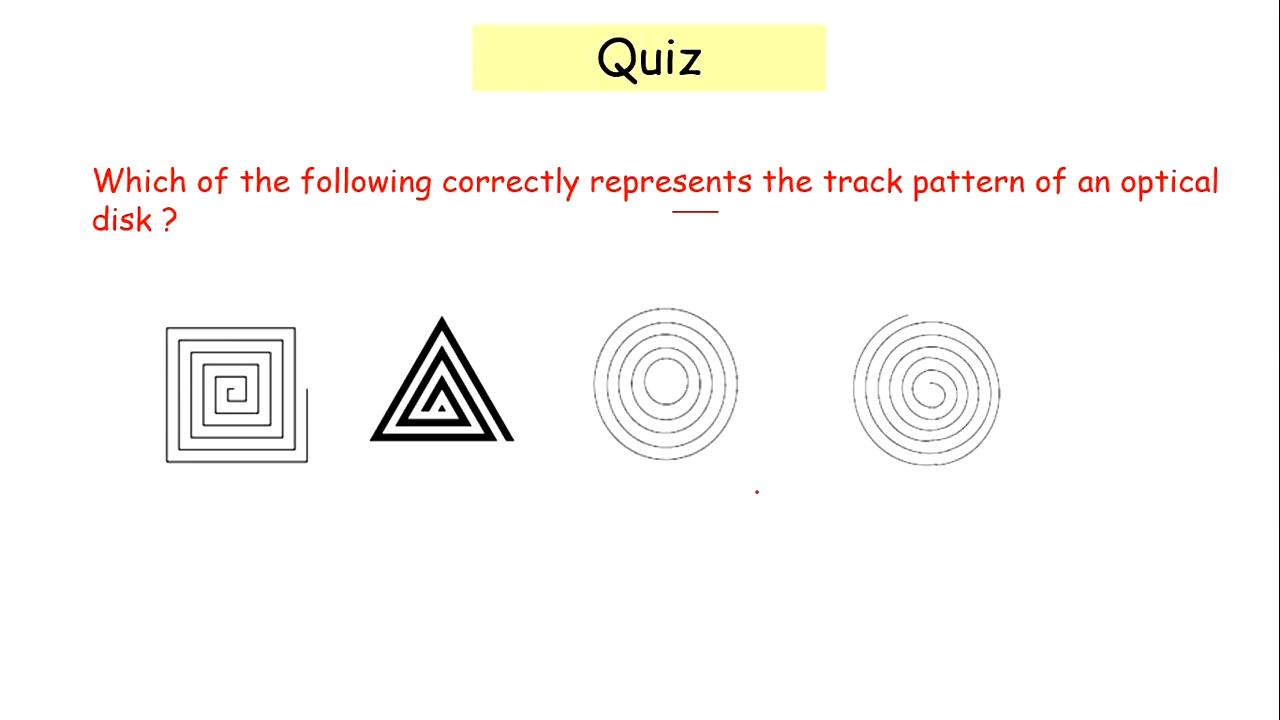 Quiz
Which of the following correctly represents the track pattern of an optical
disk ?